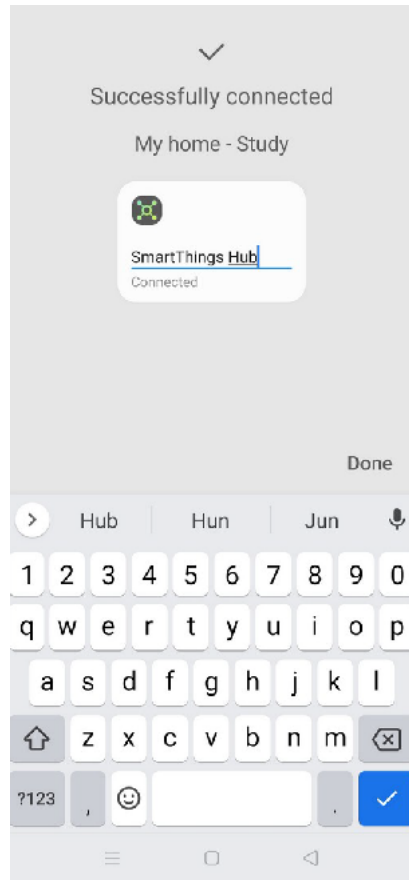 Successfully connected
My home - Study
SmartThings Hub
Connected
Done
Hub Hun Jun
1 2 3 4 5 6 7 8 9 0
q w e r t y u i o p
a s d f g h j k l
z x c v b n m
?123 , .